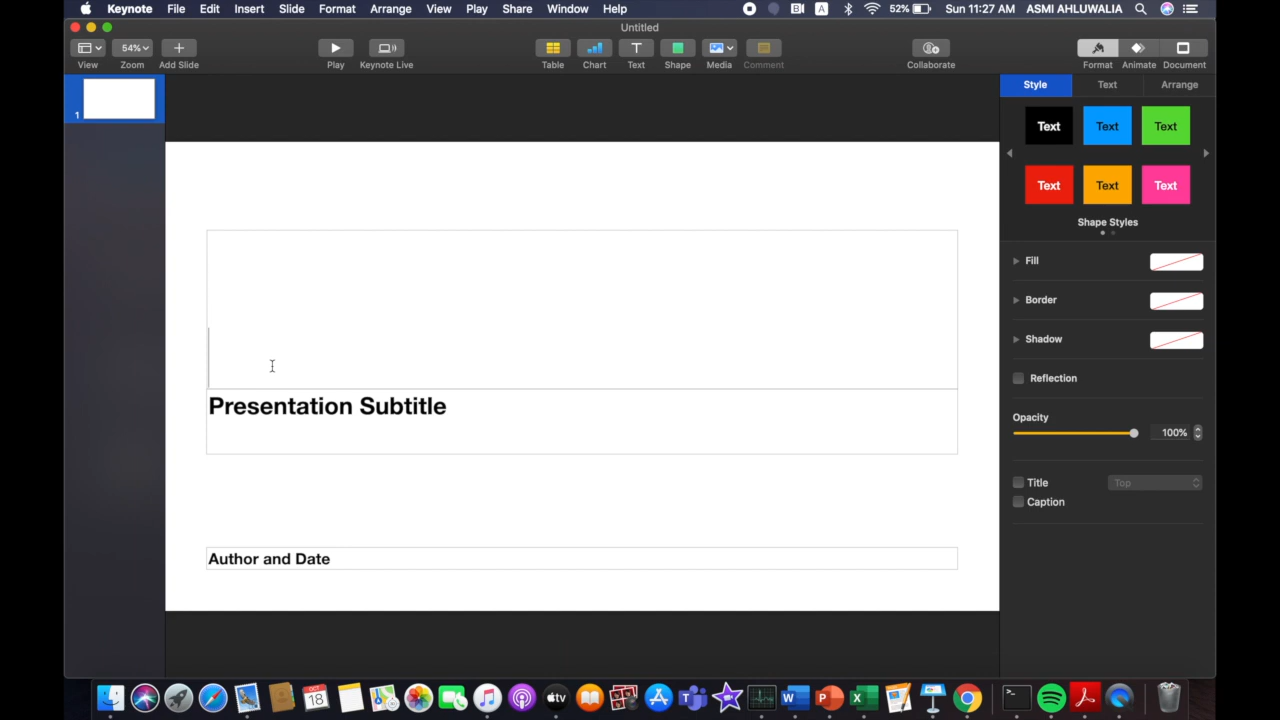 Keynote File Edit Insert Slide Format Arrange View Play Share Window Help A 52% Sun 11:27 AM ASMI AHLUWALIA
Untitled
54%
View Zoom Add Slide Play Keynote Live Table Chart Text Shape Media Comment Collaborate Format Animate Document
1
Style Text Arrange
Text Text Text
Text Text Text
Shape Styles
Fill
Border
Shadow
Reflection
Opacity
100%
Title Top
Caption
Presentation Subtitle
Author and Date
OCT
18
tv
W
P
X
>_